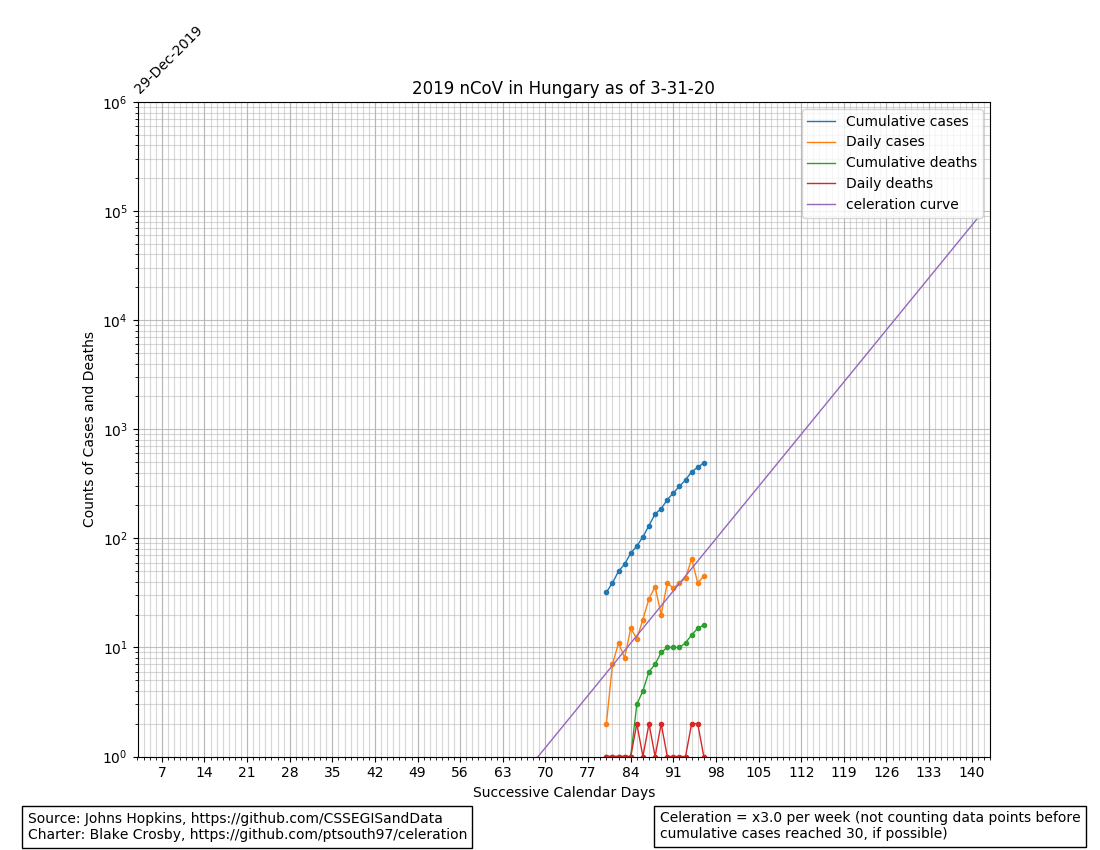 29-Dec-2019
2019 nCoV in Hungary as of 3-31-20
10^6
10^5
10^4
10^3
10^2
10^1
10^0
Counts of Cases and Deaths
Cumulative cases
Daily cases
Cumulative deaths
Daily deaths
celeration curve
7 14 21 28 35 42 49 56 63 70 77 84 91 98 105 112 119 126 133 140
Successive Calendar Days
Source: Johns Hopkins, https://github.com/CSSEGISandData
Charter: Blake Crosby, https://github.com/ptsouth97/celeration
Celeration = x3.0 per week (not counting data points before
cumulative cases reached 30, if possible)